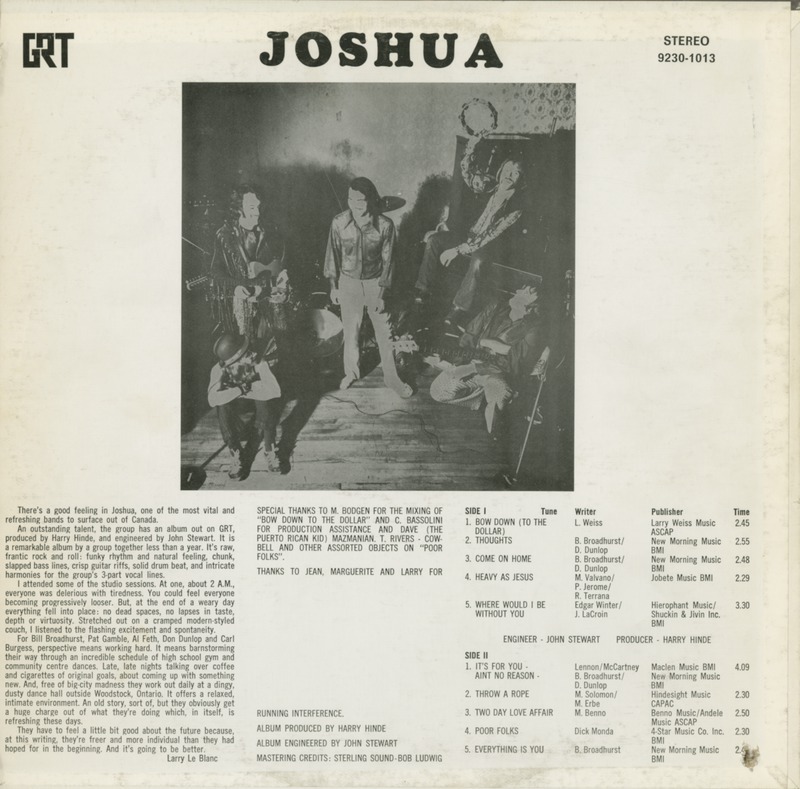 GRT
JOSHUA
STEREO
9230-1013
There's a good feeling in Joshua, one of the most vital and
refreshing bands to surface out of Canada.
An outstanding talent, the group has an album out on GRT,
produced by Harry Hinde, and engineered by John Stewart. It is
a remarkable album by a group together less than a year. It's raw,
frantic rock and roll: funky rhythm and natural feeling, chunk,
slapped bass lines, crisp guitar riffs, solid drum beat, and intricate
harmonies for the group's 3-part vocal lines.
I attended some of the studio sessions. At one, about 2 A.M.,
everyone was delerious with tiredness. You could feel everyone
becoming progressively looser. But, at the end of a weary day
everything fell into place: no dead spaces, no lapses in taste,
depth or virtuosity. Stretched out on a cramped modern-styled
couch, I listened to the flashing excitement and spontaneity.
For Bill Broadhurst, Pat Gamble, Al Feth, Don Dunlop and Carl
Burgess, perspective means working hard. It means barnstorming
their way through an incredible schedule of high school gym and
community centre dances. Late, late nights talking over coffee
and cigarettes of original goals, about coming up with something
new. And, free of big-city madness they work out daily at a dingy,
dusty dance hall outside Woodstock, Ontario. It offers a relaxed,
intimate environment. An old story, sort of, but they obviously get
a huge charge out of what they're doing which, in itself, is
refreshing these days.
They have to feel a little bit good about the future because,
at this writing, they're freer and more individual than they had
hoped for in the beginning. And it's going to be better.
Larry Le Blanc
SPECIAL THANKS TO M. BODGEN FOR THE MIXING OF
"BOW DOWN TO THE DOLLAR" AND C. BASSOLINI
FOR PRODUCTION ASSISTANCE AND DAVE (THE
PUERTO RICAN KID) MAZMANIAN. T. RIVERS - COW-
BELL AND OTHER ASSORTED OBJECTS ON "POOR
FOLKS".
THANKS TO JEAN, MARGUERITE AND LARRY FOR
RUNNING INTERFERENCE.
ALBUM PRODUCED BY HARRY HINDE
ALBUM ENGINEERED BY JOHN STEWART
MASTERING CREDITS: STERLING SOUND-BOB LUDWIG
SIDE I Tune Writer Publisher Time
1. BOW DOWN (TO THE L. Weiss Larry Weiss Music 2.45
DOLLAR) ASCAP
2. THOUGHTS B. Broadhurst/ New Morning Music 2.55
D. Dunlop BMI
3. COME ON HOME B. Broadhurst/ New Morning Music 2.48
D. Dunlop BMI
4. HEAVY AS JESUS M. Valvano/ Jobete Music BMI 2.29
P. Jerome/
R. Terrana
5. WHERE WOULD I BE Edgar Winter/ Hierophant Music/ 3.30
WITHOUT YOU J. LaCroin Shuckin & Jivin Inc.
BMI
ENGINEER - JOHN STEWART PRODUCER - HARRY HINDE
SIDE II
1. IT'S FOR YOU - Lennon/McCartney Maclen Music BMI 4.09
AINT NO REASON - B. Broadhurst/ New Morning Music
D. Dunlop BMI
2. THROW A ROPE M. Solomon/ Hindesight Music 2.30
M. Erbe CAPAC
3. TWO DAY LOVE AFFAIR M. Benno Benno Music/Andele 2.50
Music ASCAP
4. POOR FOLKS Dick Monda 4-Star Music Co. Inc. 2.30
BMI
5. EVERYTHING IS YOU B. Broadhurst New Morning Music
BMI